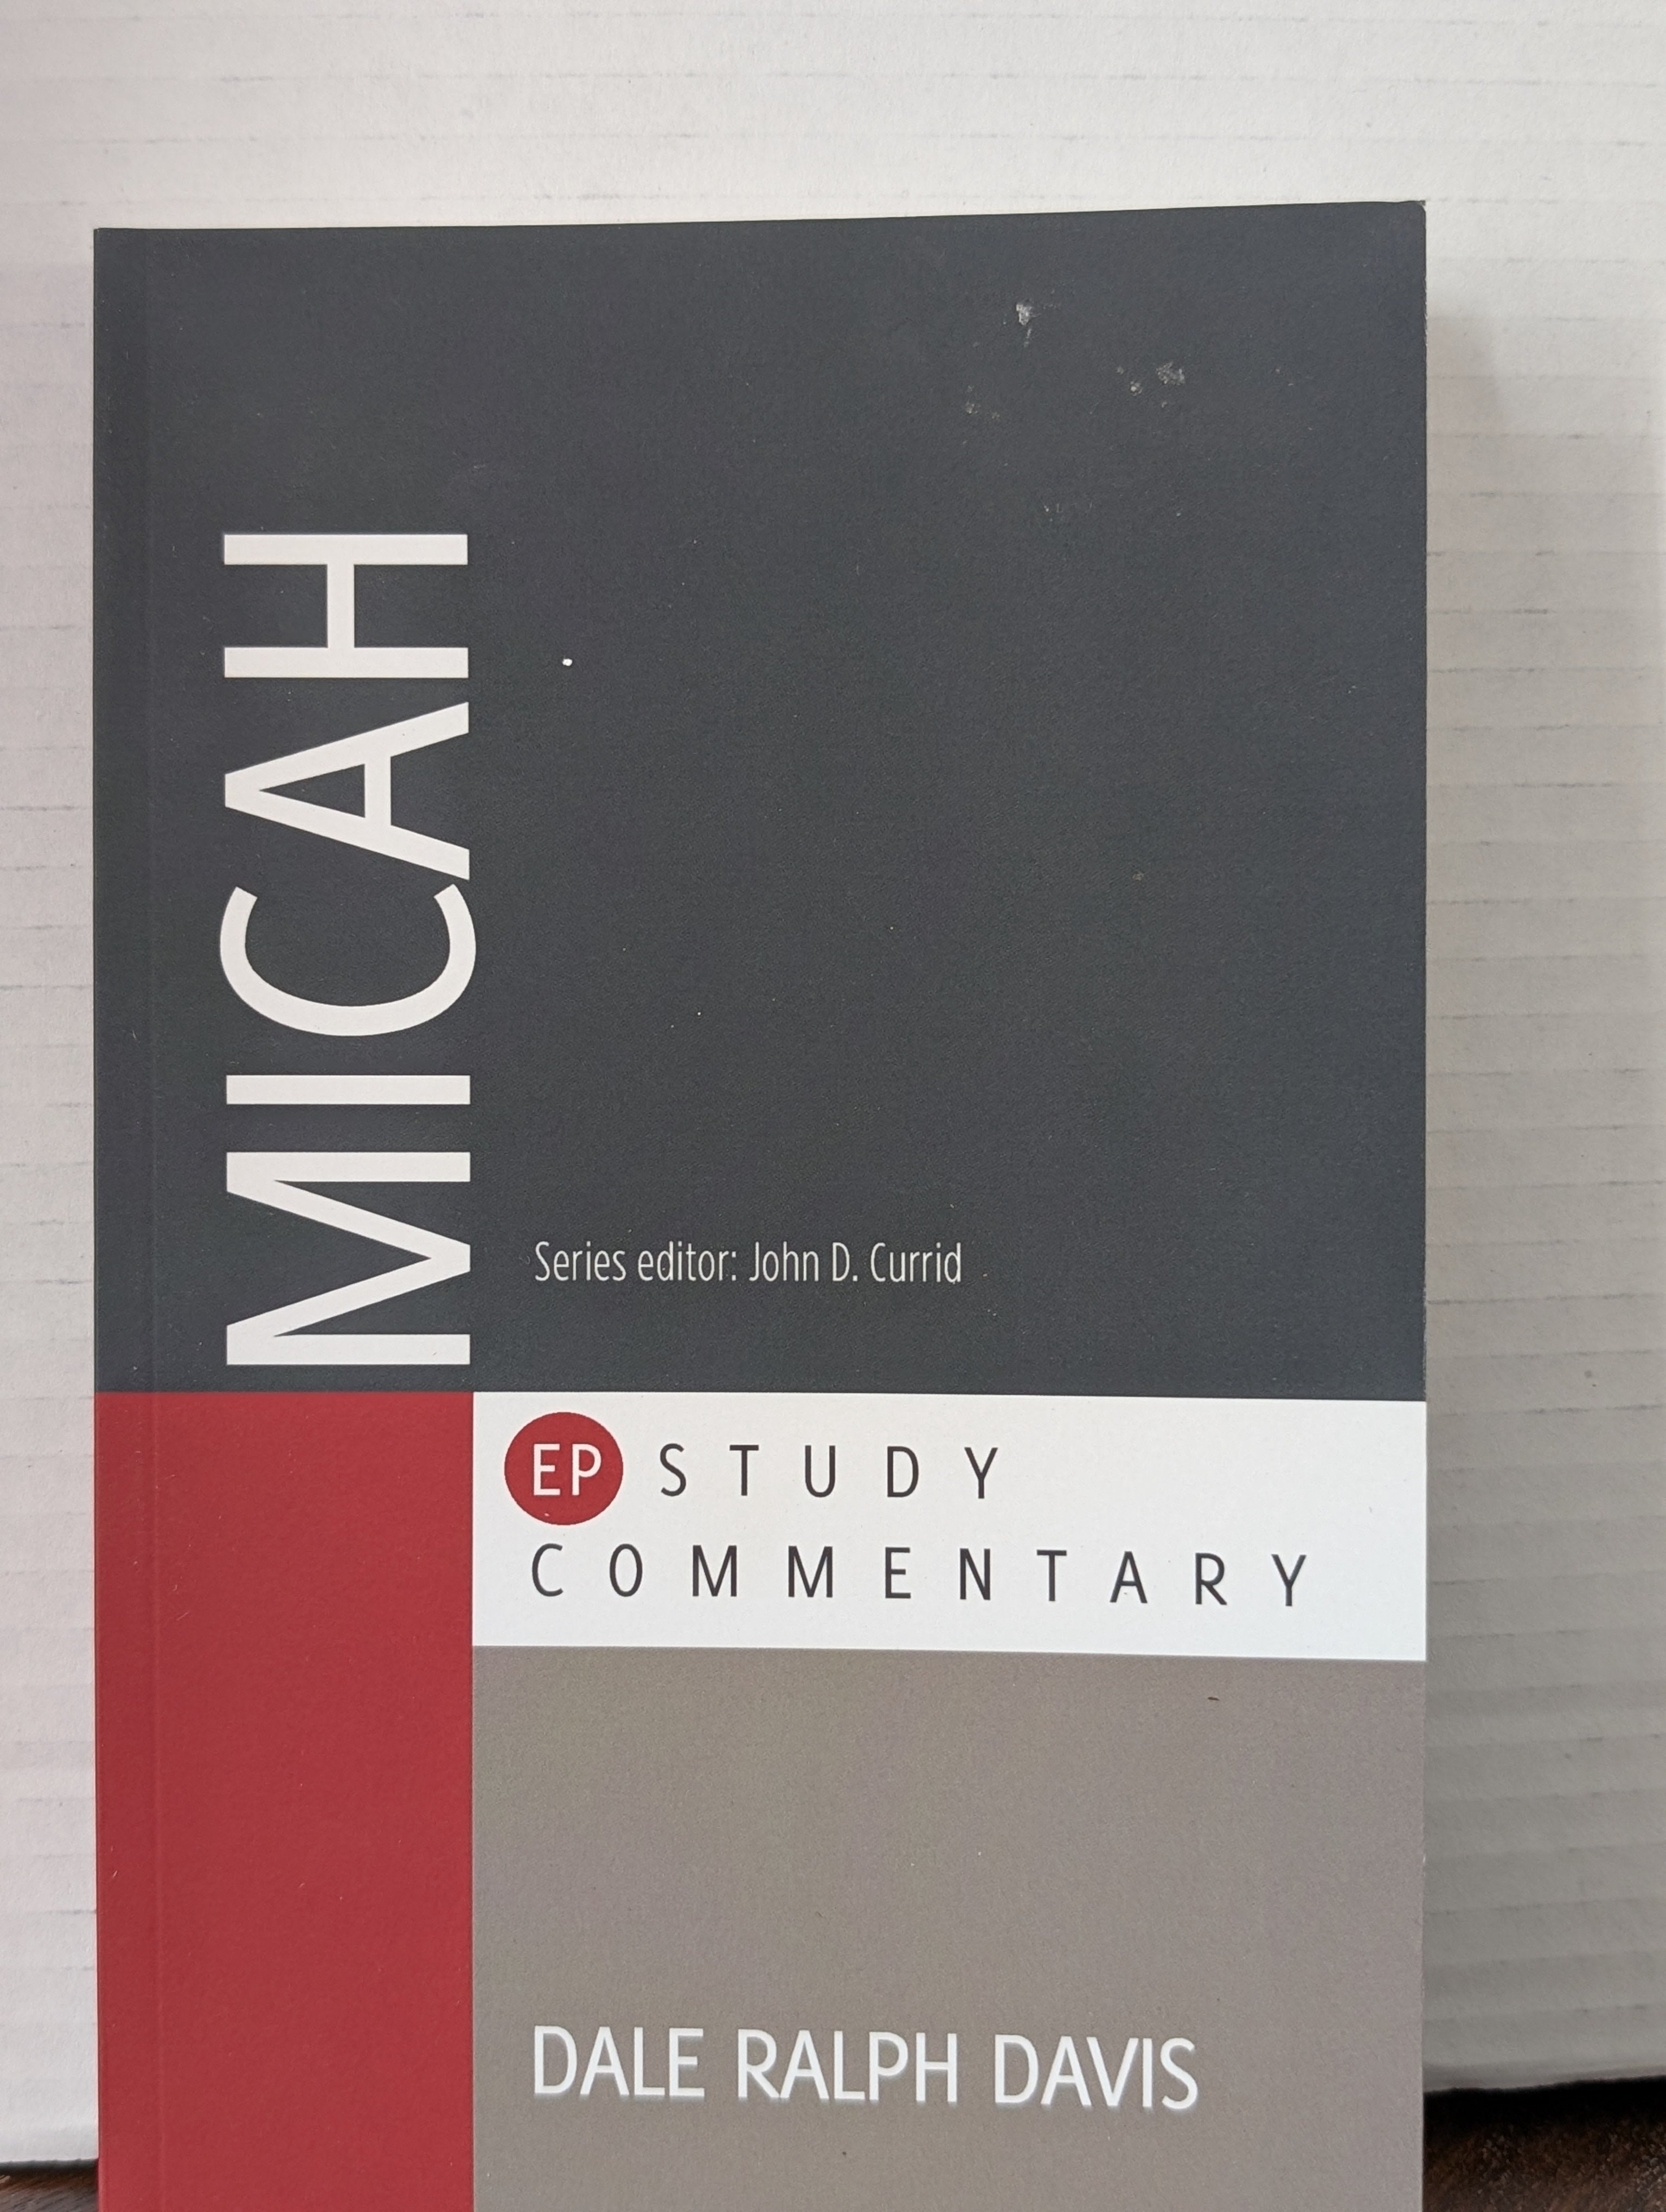 MICAH
Series editor: John D. Currid
EP STUDY
COMMENTARY
DALE RALPH DAVIS